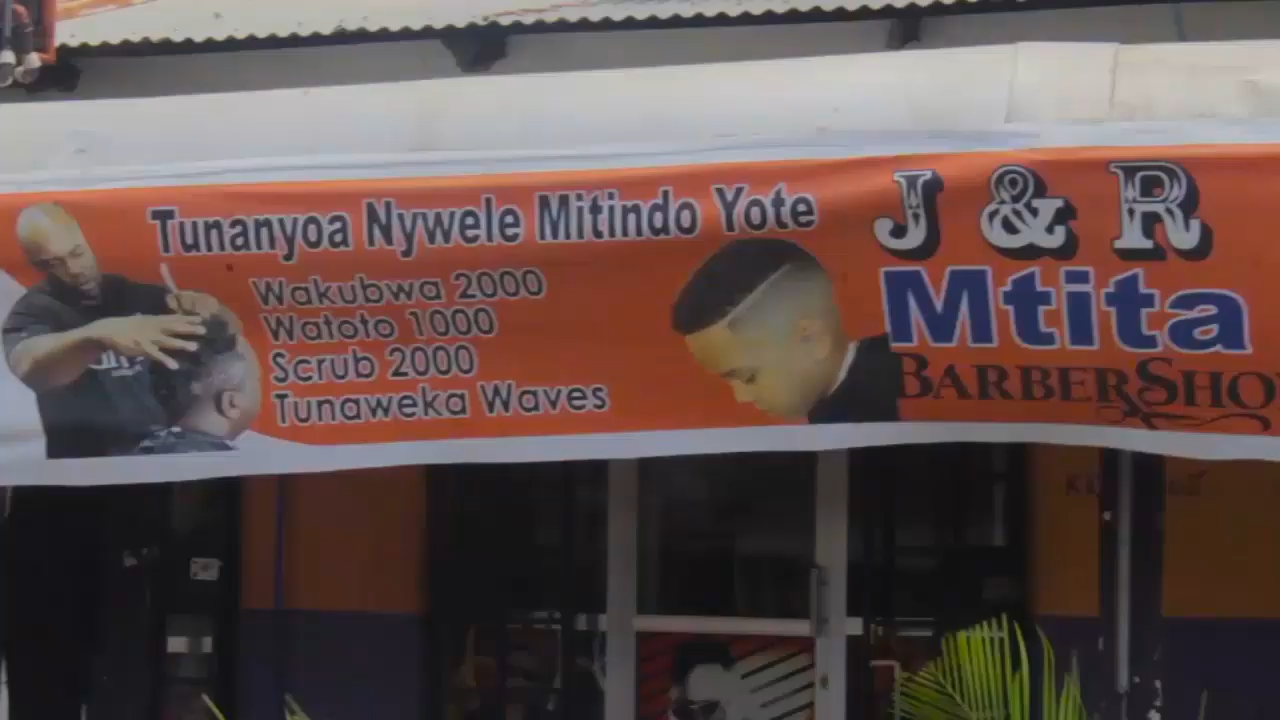 Tunanyoa Nywele Mitindo Yote
Wakubwa 2000
Watoto 1000
Scrub 2000
Tunaweka Waves
J & R
Mtita
BARBERSHO